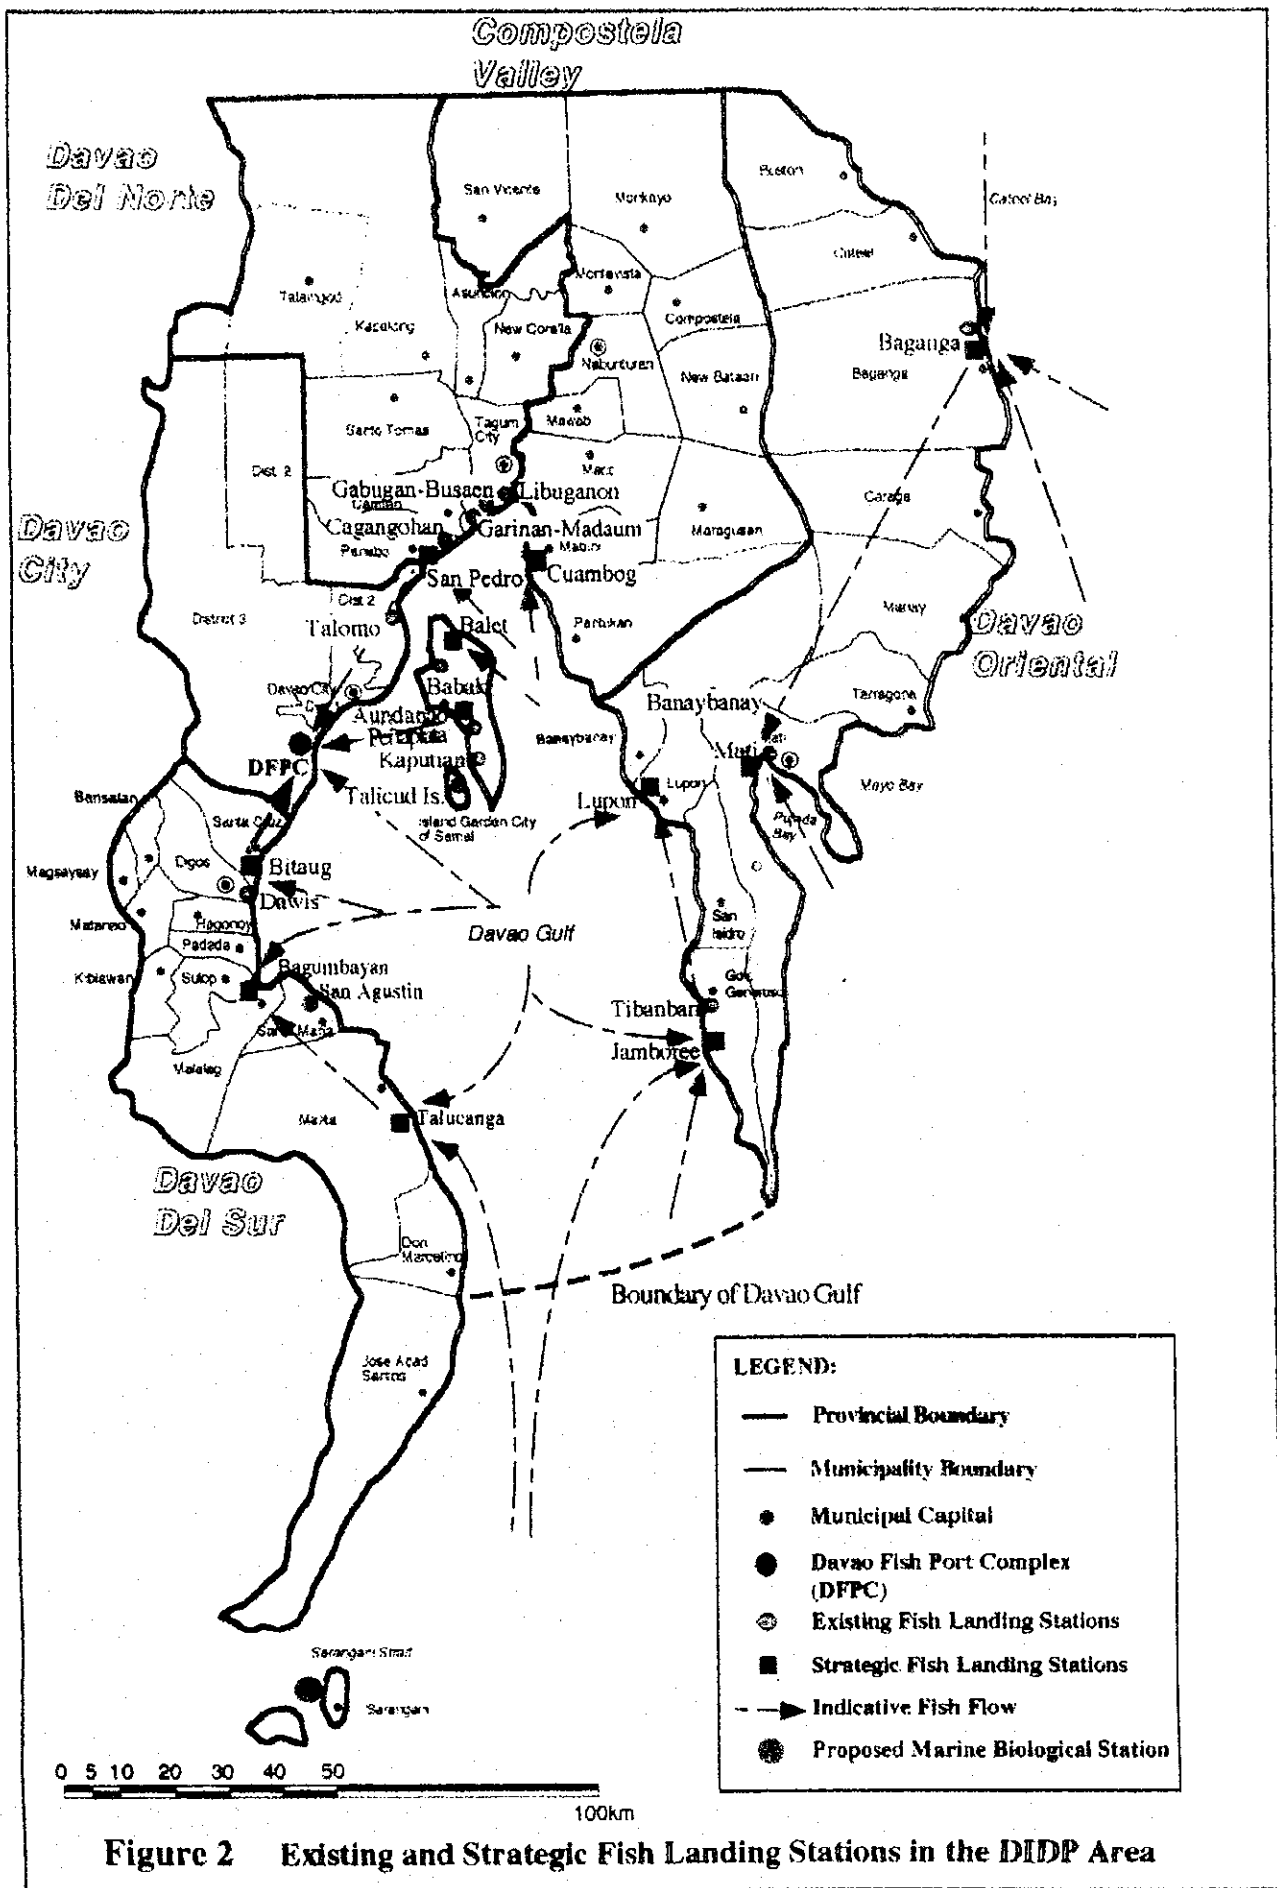 Compostela
Valley
Davao
Del Norte
San Vicente
Monkayo
Boston
Cateel Bay
Cateel
Talaingod
Asuncion
Montevista
Kapalong
New Corella
Compostela
Nabunturan
Baganga
Baganga
New Bataan
Santo Tomas
Tagum
City
Mawab
Dist. 2
Maco
Gabugan-Busaen
Libuganon
Caraga
Davao
City
Cagangohan
Garinan-Madaum
Maragusan
Panabo
Mabini
San Pedro
Cuambog
Dist 2
District 3
Talomo
Balet
Pantukan
Manay
Davao
Oriental
Davao City
Babak
Banaybanay
Tarragona
Aundanao
Peñaplata
Banaybanay
Kaputian
Mati
Mati
DFPC
Talicud Is.
Lupon
Lupon
Mayo Bay
Bansalan
Santa Cruz
Island Garden City
of Samal
Pujada
Bay
Magsaysay
Digos
Bitaug
Dawis
Matanao
Hagonoy
San
Isidro
Padada
Davao Gulf
Kiblawan
Sulop
Bagumbayan
San Agustin
Gov.
Generoso
Tibanban
Santa Maria
Jamboree
Malalag
Malita
Talucanga
Davao
Del Sur
Don
Marcelino
Boundary of Davao Gulf
Jose Abad
Santos
LEGEND:
Provincial Boundary
Municipality Boundary
Municipal Capital
Davao Fish Port Complex
(DFPC)
Existing Fish Landing Stations
Strategic Fish Landing Stations
Indicative Fish Flow
Proposed Marine Biological Station
Sarangani Strait
Sarangani
0 5 10 20 30 40 50
100km
Figure 2 Existing and Strategic Fish Landing Stations in the DIDP Area